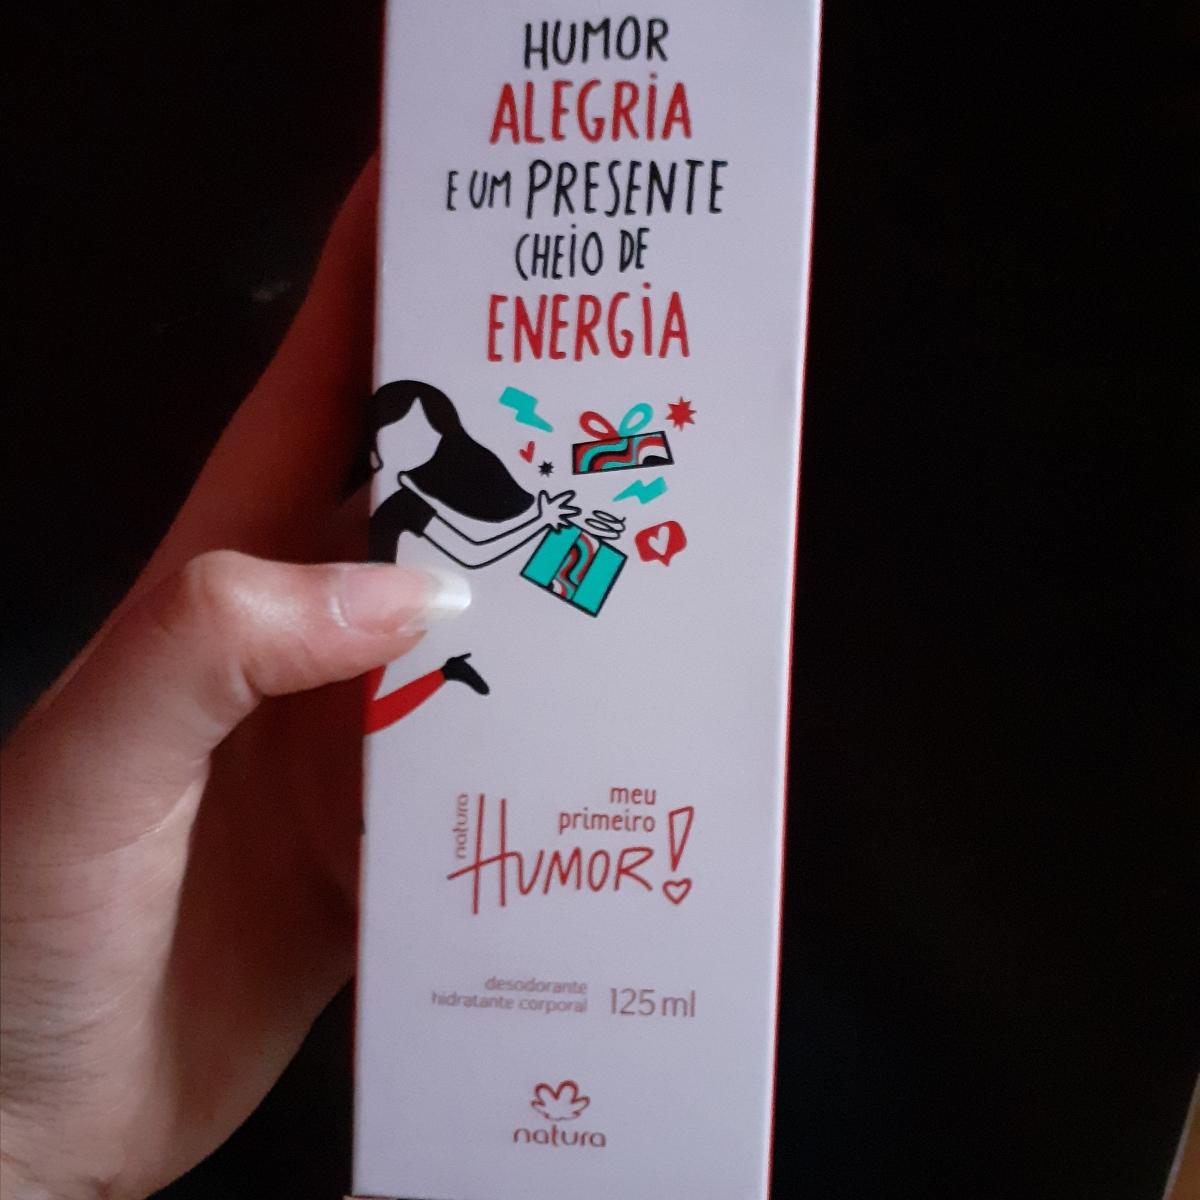 HUMOR
ALEGRIA
E UM PRESENTE
CHEIO DE
ENERGIA
meu
primeiro
natura
HUMOR!
desodorante
hidratante corporal 125 ml
natura